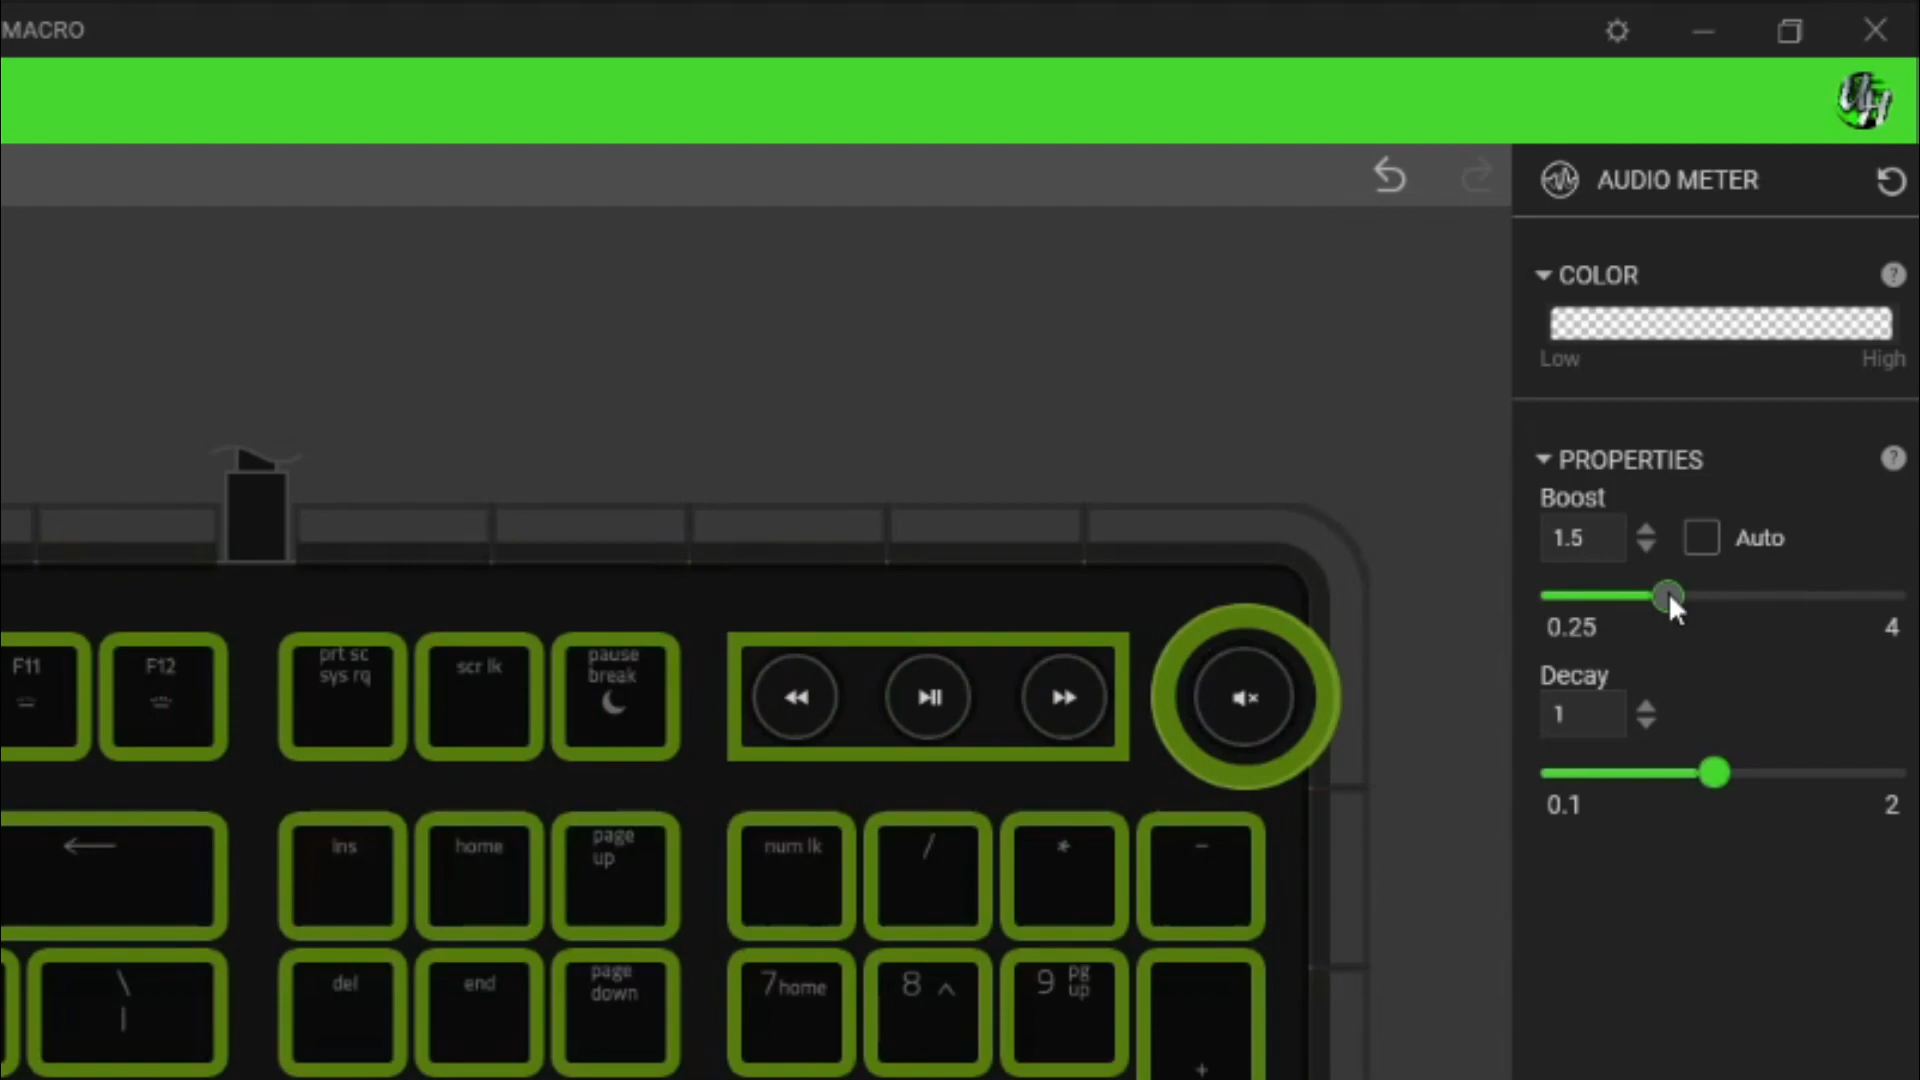 MACRO
AUDIO METER
COLOR
?
Low High
PROPERTIES
?
Boost
1.5 Auto
0.25 4
Decay
1
0.1 2
F11 F12 prt sc
sys rq scr lk pause
break
ins home page
up num lk / * -
\
| del end page
down 7 home 8 ^ 9 pg
up
+